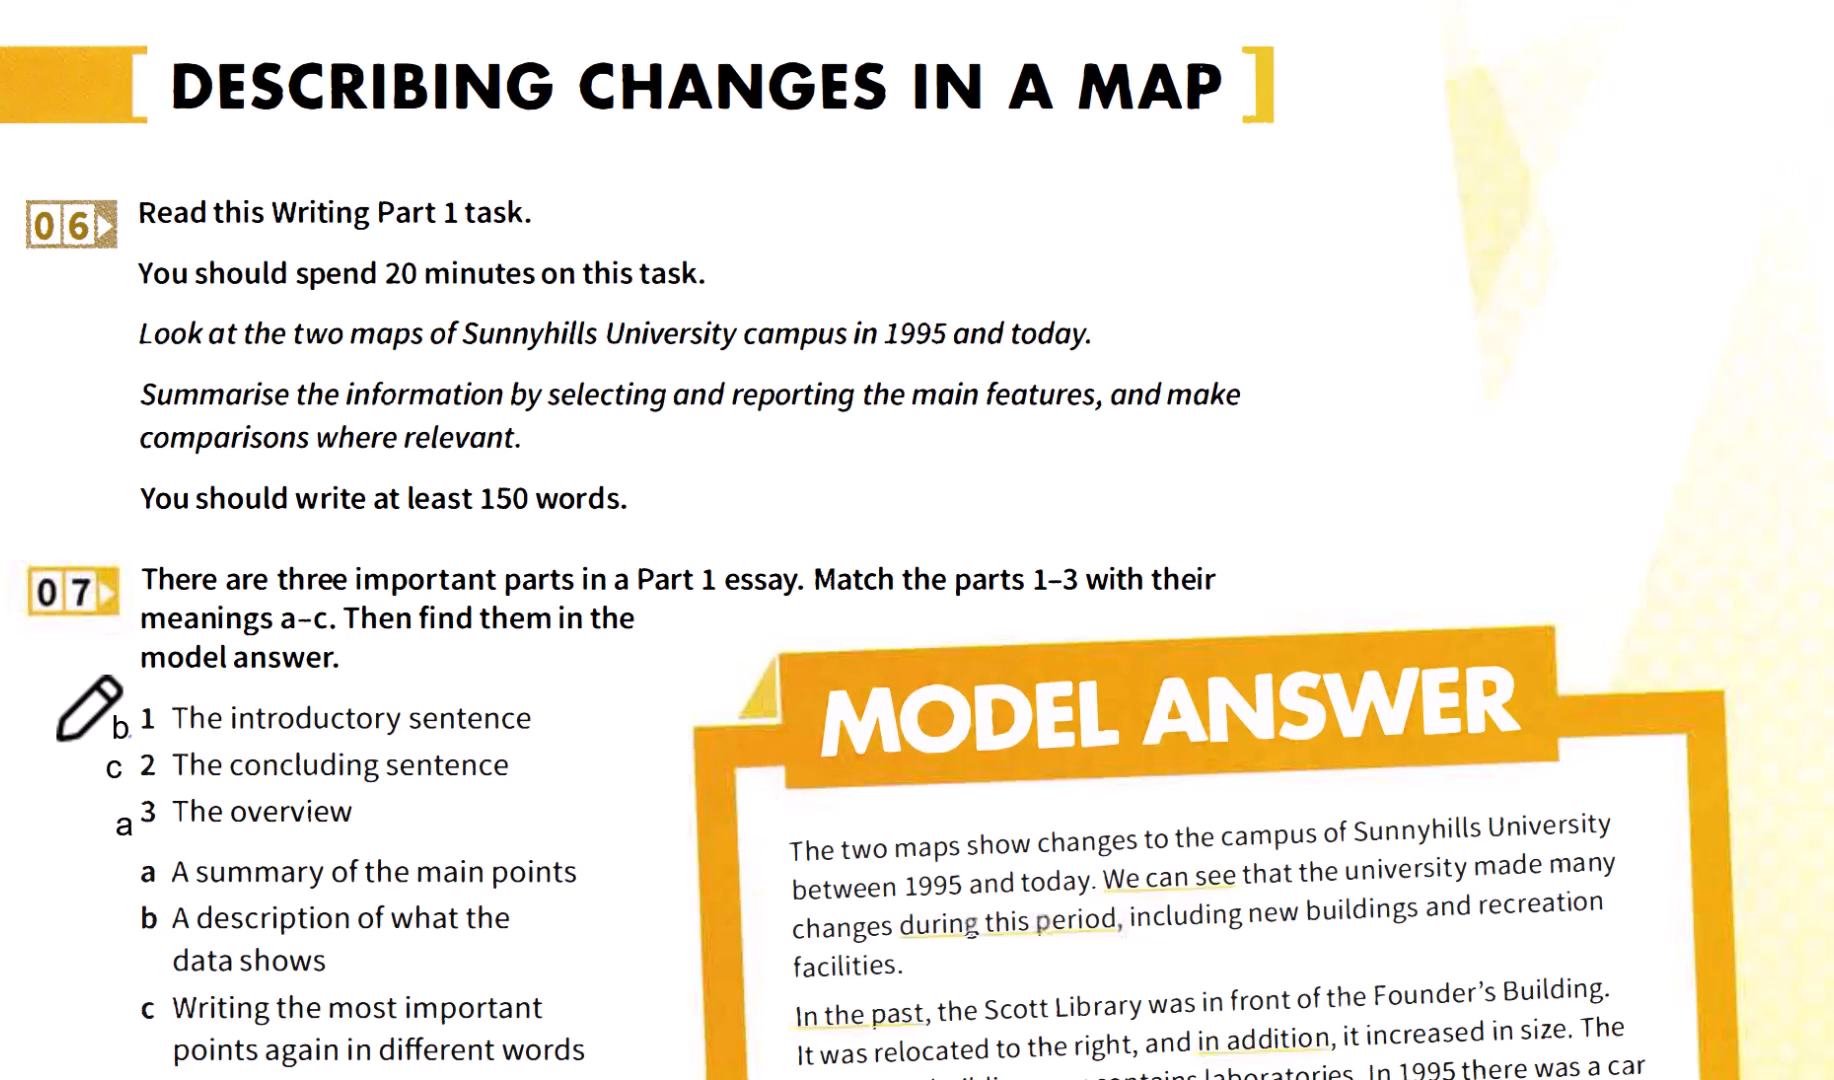 DESCRIBING CHANGES IN A MAP
06 Read this Writing Part 1 task.
You should spend 20 minutes on this task.
Look at the two maps of Sunnyhills University campus in 1995 and today.
Summarise the information by selecting and reporting the main features, and make
comparisons where relevant.
You should write at least 150 words.
07 There are three important parts in a Part 1 essay. Match the parts 1–3 with their
meanings a–c. Then find them in the
model answer.
b. 1 The introductory sentence
c 2 The concluding sentence
a 3 The overview
a A summary of the main points
b A description of what the
data shows
c Writing the most important
points again in different words
MODEL ANSWER
The two maps show changes to the campus of Sunnyhills University
between 1995 and today. We can see that the university made many
changes during this period, including new buildings and recreation
facilities.
In the past, the Scott Library was in front of the Founder's Building.
It was relocated to the right, and in addition, it increased in size. The
contains laboratories. In 1995 there was a car